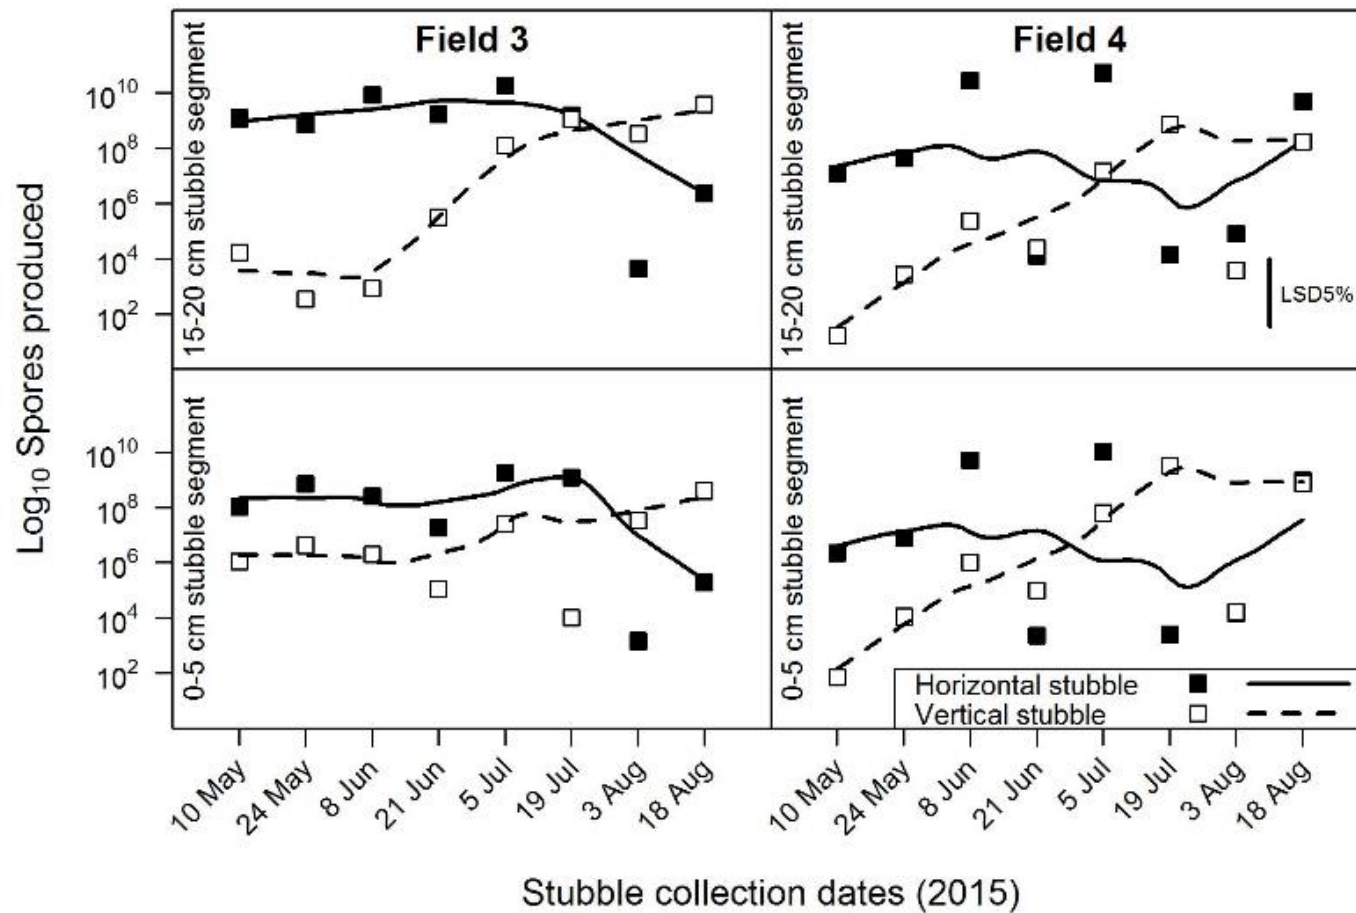 Field 3
Field 4
Log10 Spores produced
15-20 cm stubble segment
10^10
10^8
10^6
10^4
10^2
15-20 cm stubble segment
LSD5%
0-5 cm stubble segment
10^10
10^8
10^6
10^4
10^2
0-5 cm stubble segment
Horizontal stubble
Vertical stubble
10 May
24 May
8 Jun
21 Jun
5 Jul
19 Jul
3 Aug
18 Aug
10 May
24 May
8 Jun
21 Jun
5 Jul
19 Jul
3 Aug
18 Aug
Stubble collection dates (2015)